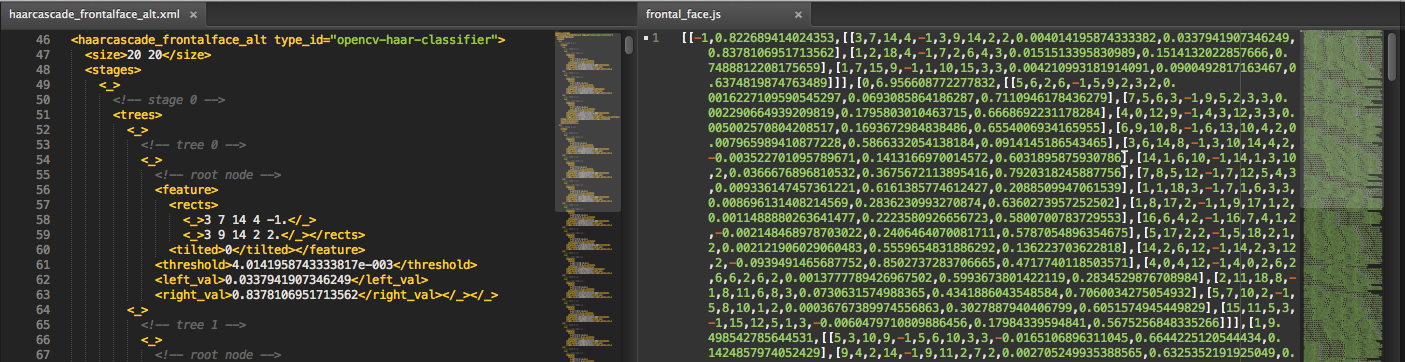 haarcascade_frontalface_alt.xml ×
46 <haarcascade_frontalface_alt type_id="opencv-haar-classifier">
47 <size>20 20</size>
48 <stages>
49 <_>
50 <!-- stage 0 -->
51 <trees>
52 <_>
53 <!-- tree 0 -->
54 <_>
55 <!-- root node -->
56 <feature>
57 <rects>
58 <_>3 7 14 4 -1.</_>
59 <_>3 9 14 2 2.</_></rects>
60 <tilted>0</tilted></feature>
61 <threshold>4.0141958743333817e-003</threshold>
62 <left_val>0.0337941907346249</left_val>
63 <right_val>0.8378106951713562</right_val></_></_>
64 <_>
65 <!-- tree 1 -->
66 <_>
67 <!-- root node -->
frontal_face.js ×
1 [[-1,0.822689414024353,[[3,7,14,4,-1,3,9,14,2,2,0.004014195874333382,0.0337941907346249,
0.8378106951713562],[1,2,18,4,-1,7,2,6,4,3,0.0151513395830989,0.1514132022857666,0.
7488812208175659],[1,7,15,9,-1,1,10,15,3,3,0.004210993181914091,0.0900492817163467,0
.6374819874763489]]],[0,6.956608772277832,[[5,6,2,6,-1,5,9,2,3,2,0.
0016227109590545297,0.0693085864186287,0.7110946178436279],[7,5,6,3,-1,9,5,2,3,3,0.
002290664939209819,0.1795803010463715,0.6668692231178284],[4,0,12,9,-1,4,3,12,3,3,0.
005002570804208517,0.1693672984838486,0.6554006934165955],[6,9,10,8,-1,6,13,10,4,2,0
.007965989410877228,0.5866332054138184,0.0914145186543465],[3,6,14,8,-1,3,10,14,4,2,
-0.003522701095789671,0.1413166970014572,0.6031895875930786],[14,1,6,10,-1,14,1,3,10
,2,0.0366676896810532,0.3675672113895416,0.7920318245887756],[7,8,5,12,-1,7,12,5,4,3
,0.009336147457361221,0.6161385774612427,0.2088509947061539],[1,1,18,3,-1,7,1,6,3,3,
0.008696131408214569,0.2836230993270874,0.6360273957252502],[1,8,17,2,-1,1,9,17,1,2,
0.0011488880263641477,0.2223580926656723,0.5800700783729553],[16,6,4,2,-1,16,7,4,1,2
,-0.002148468978703022,0.2406464070081711,0.5787054896354675],[5,17,2,2,-1,5,18,2,1,
2,0.002121906029060483,0.5559654831886292,0.136223703622818],[14,2,6,12,-1,14,2,3,12
,2,-0.0939491465687752,0.8502737283706665,0.4717740118503571],[4,0,4,12,-1,4,0,2,6,2
,6,6,2,6,2,0.0013777789426967502,0.5993673801422119,0.2834529876708984],[2,11,18,8,-
1,8,11,6,8,3,0.0730631574988365,0.4341886043548584,0.7060034275054932],[5,7,10,2,-1,
5,8,10,1,2,0.00036767389974556863,0.3027887940406799,0.6051574945449829],[15,11,5,3,
-1,15,12,5,1,3,-0.0060479710809886456,0.17984339594841,0.5675256848335266]]],[1,9.
498542785644531,[[5,3,10,9,-1,5,6,10,3,3,-0.0165106896311045,0.6644225120544434,0.
1424857974052429],[9,4,2,14,-1,9,11,2,7,2,0.002705249935388565,0.6325352191925049,0.